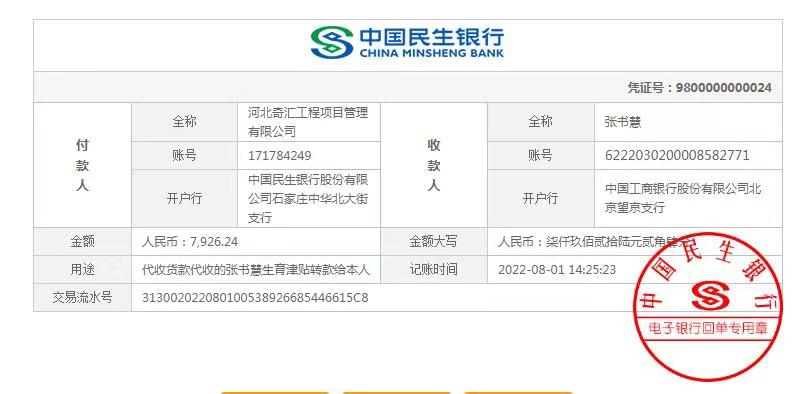 中国民生银行
CHINA MINSHENG BANK
凭证号：9800000000024
付款人
全称
河北奇汇工程项目管理
有限公司
账号
171784249
开户行
中国民生银行股份有限
公司石家庄中华北大街
支行
收款人
全称
张书慧
账号
6222030200008582771
开户行
中国工商银行股份有限公司北
京望京支行
金额
人民币：7,926.24
金额大写
人民币：柒仟玖佰贰拾陆元贰角肆分
用途
代收货款代收的张书慧生育津贴转款给本人
记账时间
2022-08-01 14:25:23
交易流水号
31300202208010053892668544661​5C8
中国民生银行
电子银行回单专用章